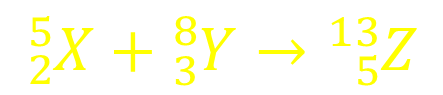 ⁵₂X + ⁸₃Y → ¹³₅Z